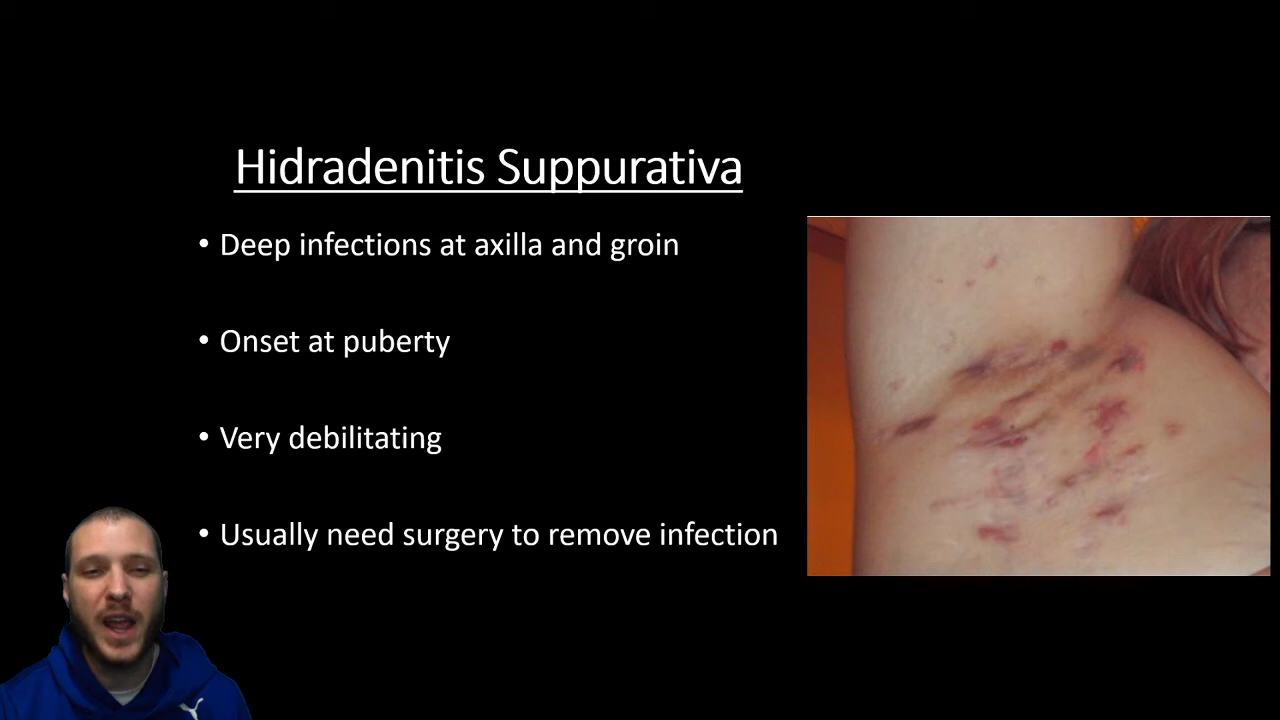 Hidradenitis Suppurativa
• Deep infections at axilla and groin
• Onset at puberty
• Very debilitating
• Usually need surgery to remove infection